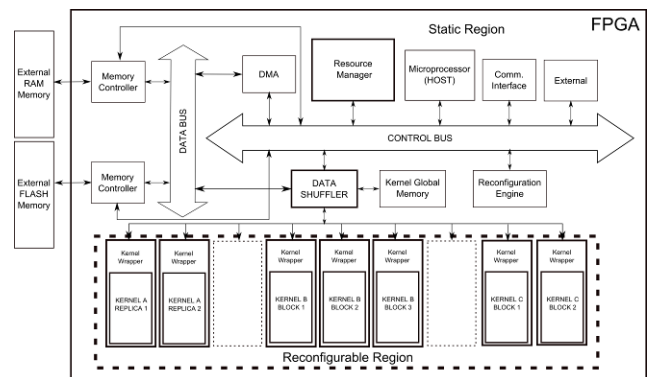 FPGA
Static Region
External
RAM
Memory
Memory
Controller
DATA BUS
DMA
Resource
Manager
Microprocessor
(HOST)
Comm.
Interface
External
CONTROL BUS
External
FLASH
Memory
Memory
Controller
DATA
SHUFFLER
Kernel Global
Memory
Reconfiguration
Engine
Kernel
Wrapper
KERNEL A
REPLICA 1
Kernel
Wrapper
KERNEL A
REPLICA 2
Kernel
Wrapper
KERNEL B
BLOCK 1
Kernel
Wrapper
KERNEL B
BLOCK 2
Kernel
Wrapper
KERNEL B
BLOCK 3
Kernel
Wrapper
KERNEL C
BLOCK 1
Kernel
Wrapper
KERNEL C
BLOCK 2
Reconfigurable Region